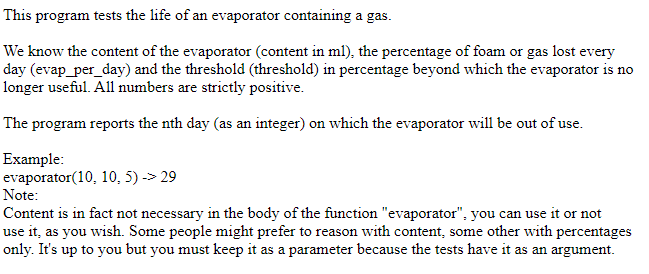 This program tests the life of an evaporator containing a gas.
We know the content of the evaporator (content in ml), the percentage of foam or gas lost every
day (evap_per_day) and the threshold (threshold) in percentage beyond which the evaporator is no
longer useful. All numbers are strictly positive.
The program reports the nth day (as an integer) on which the evaporator will be out of use.
Example:
evaporator(10, 10, 5) -> 29
Note:
Content is in fact not necessary in the body of the function "evaporator", you can use it or not
use it, as you wish. Some people might prefer to reason with content, some other with percentages
only. It's up to you but you must keep it as a parameter because the tests have it as an argument.